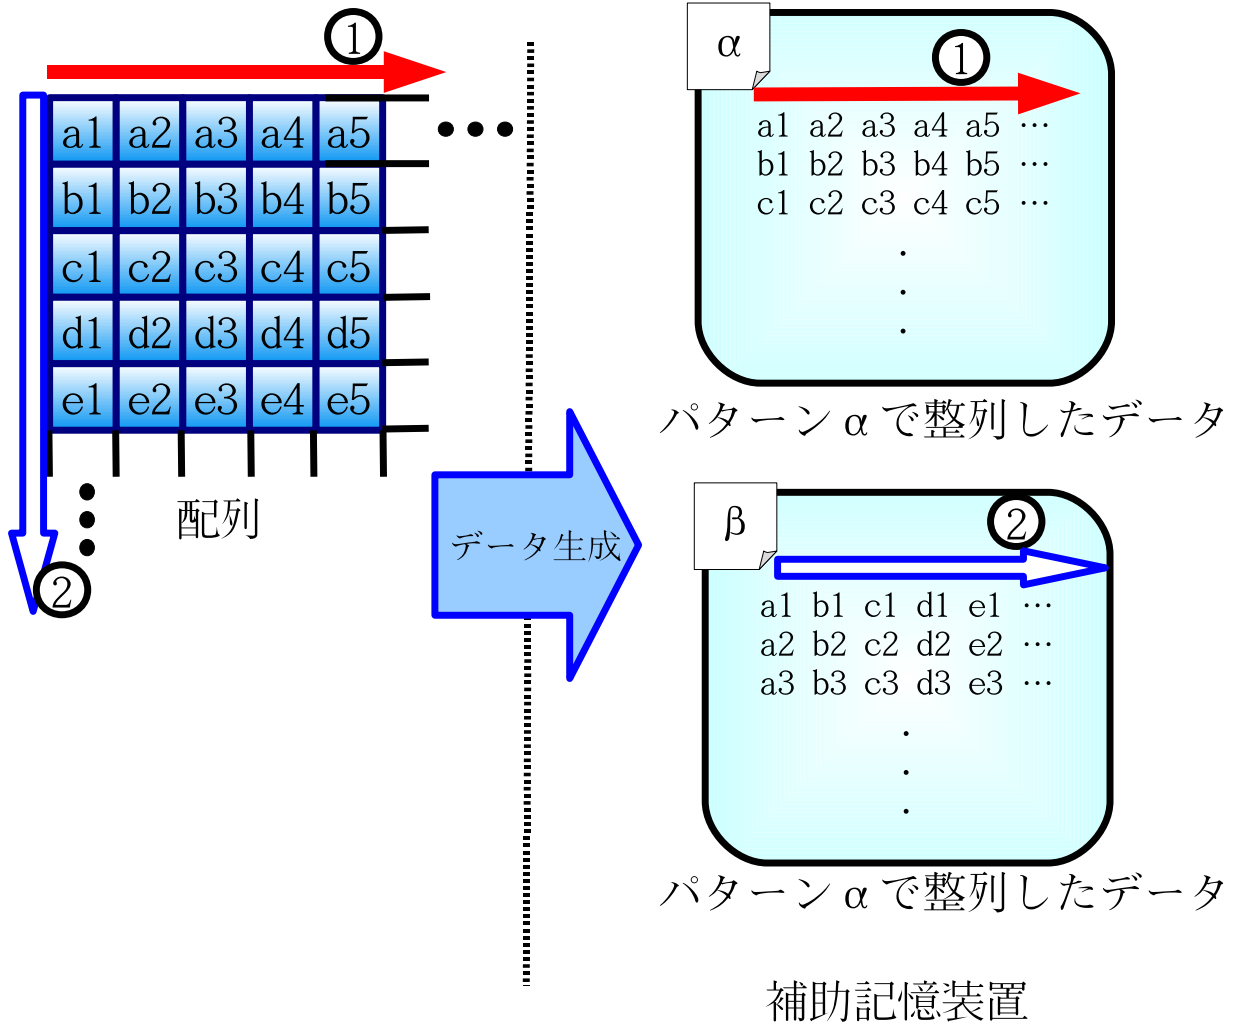 ①
a1 a2 a3 a4 a5 •••
b1 b2 b3 b4 b5
c1 c2 c3 c4 c5
d1 d2 d3 d4 d5
e1 e2 e3 e4 e5
配列
②
データ生成
α
①
a1 a2 a3 a4 a5 …
b1 b2 b3 b4 b5 …
c1 c2 c3 c4 c5 …
パターンαで整列したデータ
β
②
a1 b1 c1 d1 e1 …
a2 b2 c2 d2 e2 …
a3 b3 c3 d3 e3 …
パターンαで整列したデータ
補助記憶装置